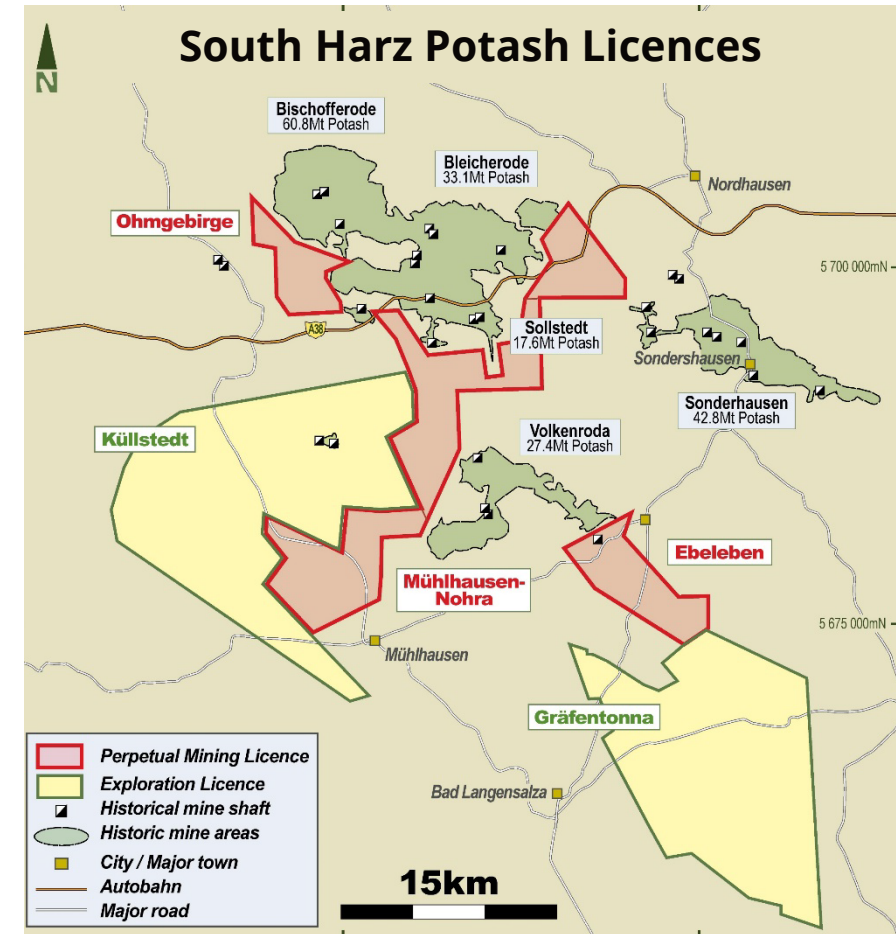 South Harz Potash Licences
N
Bischofferode
60.8Mt Potash
Bleicherode
33.1Mt Potash
Nordhausen
Ohmgebirge
5 700 000mN
A38
Sollstedt
17.6Mt Potash
Sondershausen
Sonderhausen
42.8Mt Potash
Küllstedt
Volkenroda
27.4Mt Potash
Ebeleben
Mühlhausen-
Nohra
5 675 000mN
Mühlhausen
Gräfentonna
Bad Langensalza
Perpetual Mining Licence
Exploration Licence
Historical mine shaft
Historic mine areas
City / Major town
Autobahn
Major road
15km